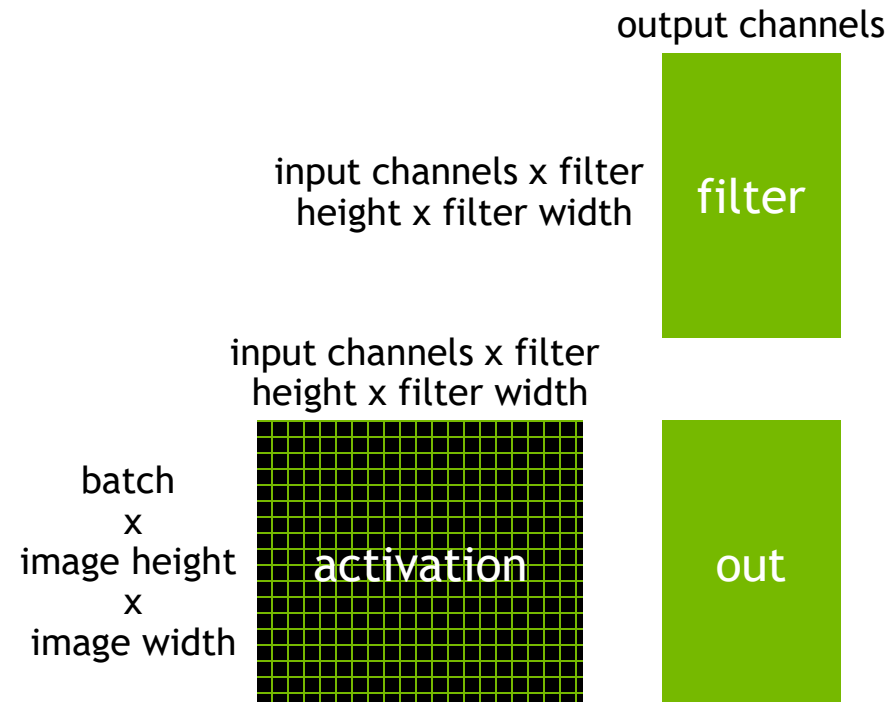 output channels
input channels x filter
height x filter width
filter
input channels x filter
height x filter width
batch
x
image height
x
image width
activation
out